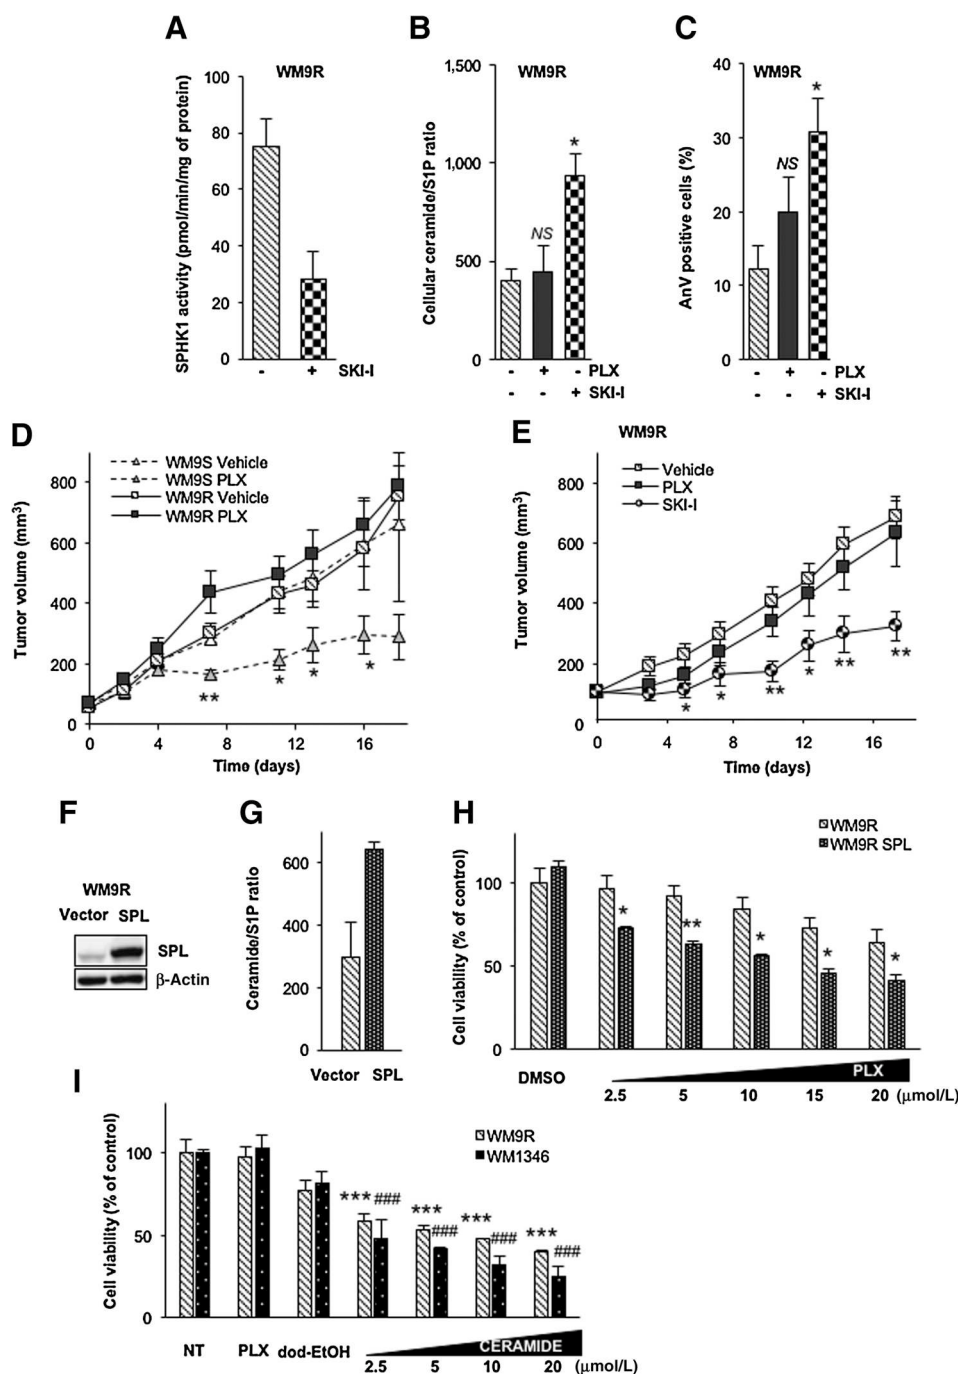 A
WM9R
SPHK1 activity (pmol/min/mg of protein)
100
80
60
40
20
0
- + SKI-I
B
WM9R
Cellular ceramide/S1P ratio
1,500
1,000
500
0
NS
*
- + - PLX
- - + SKI-I
C
WM9R
AnV positive cells (%)
40
30
20
10
0
NS
*
- + - PLX
- - + SKI-I
D
WM9S Vehicle
WM9S PLX
WM9R Vehicle
WM9R PLX
Tumor volume (mm³)
800
600
400
200
0
** * * *
0 4 8 12 16
Time (days)
E
WM9R
Vehicle
PLX
SKI-I
Tumor volume (mm³)
800
600
400
200
0
* * ** * ** **
0 4 8 12 16
Time (days)
F
WM9R
Vector SPL
SPL
β-Actin
G
Ceramide/S1P ratio
600
400
200
0
Vector SPL
H
WM9R
WM9R SPL
Cell viability (% of control)
100
50
0
* ** * * *
DMSO
PLX
2.5 5 10 15 20 (μmol/L)
I
WM9R
WM1346
Cell viability (% of control)
100
50
0
*** ### *** ### *** ### *** ###
NT PLX dod-EtOH
CERAMIDE
2.5 5 10 20 (μmol/L)